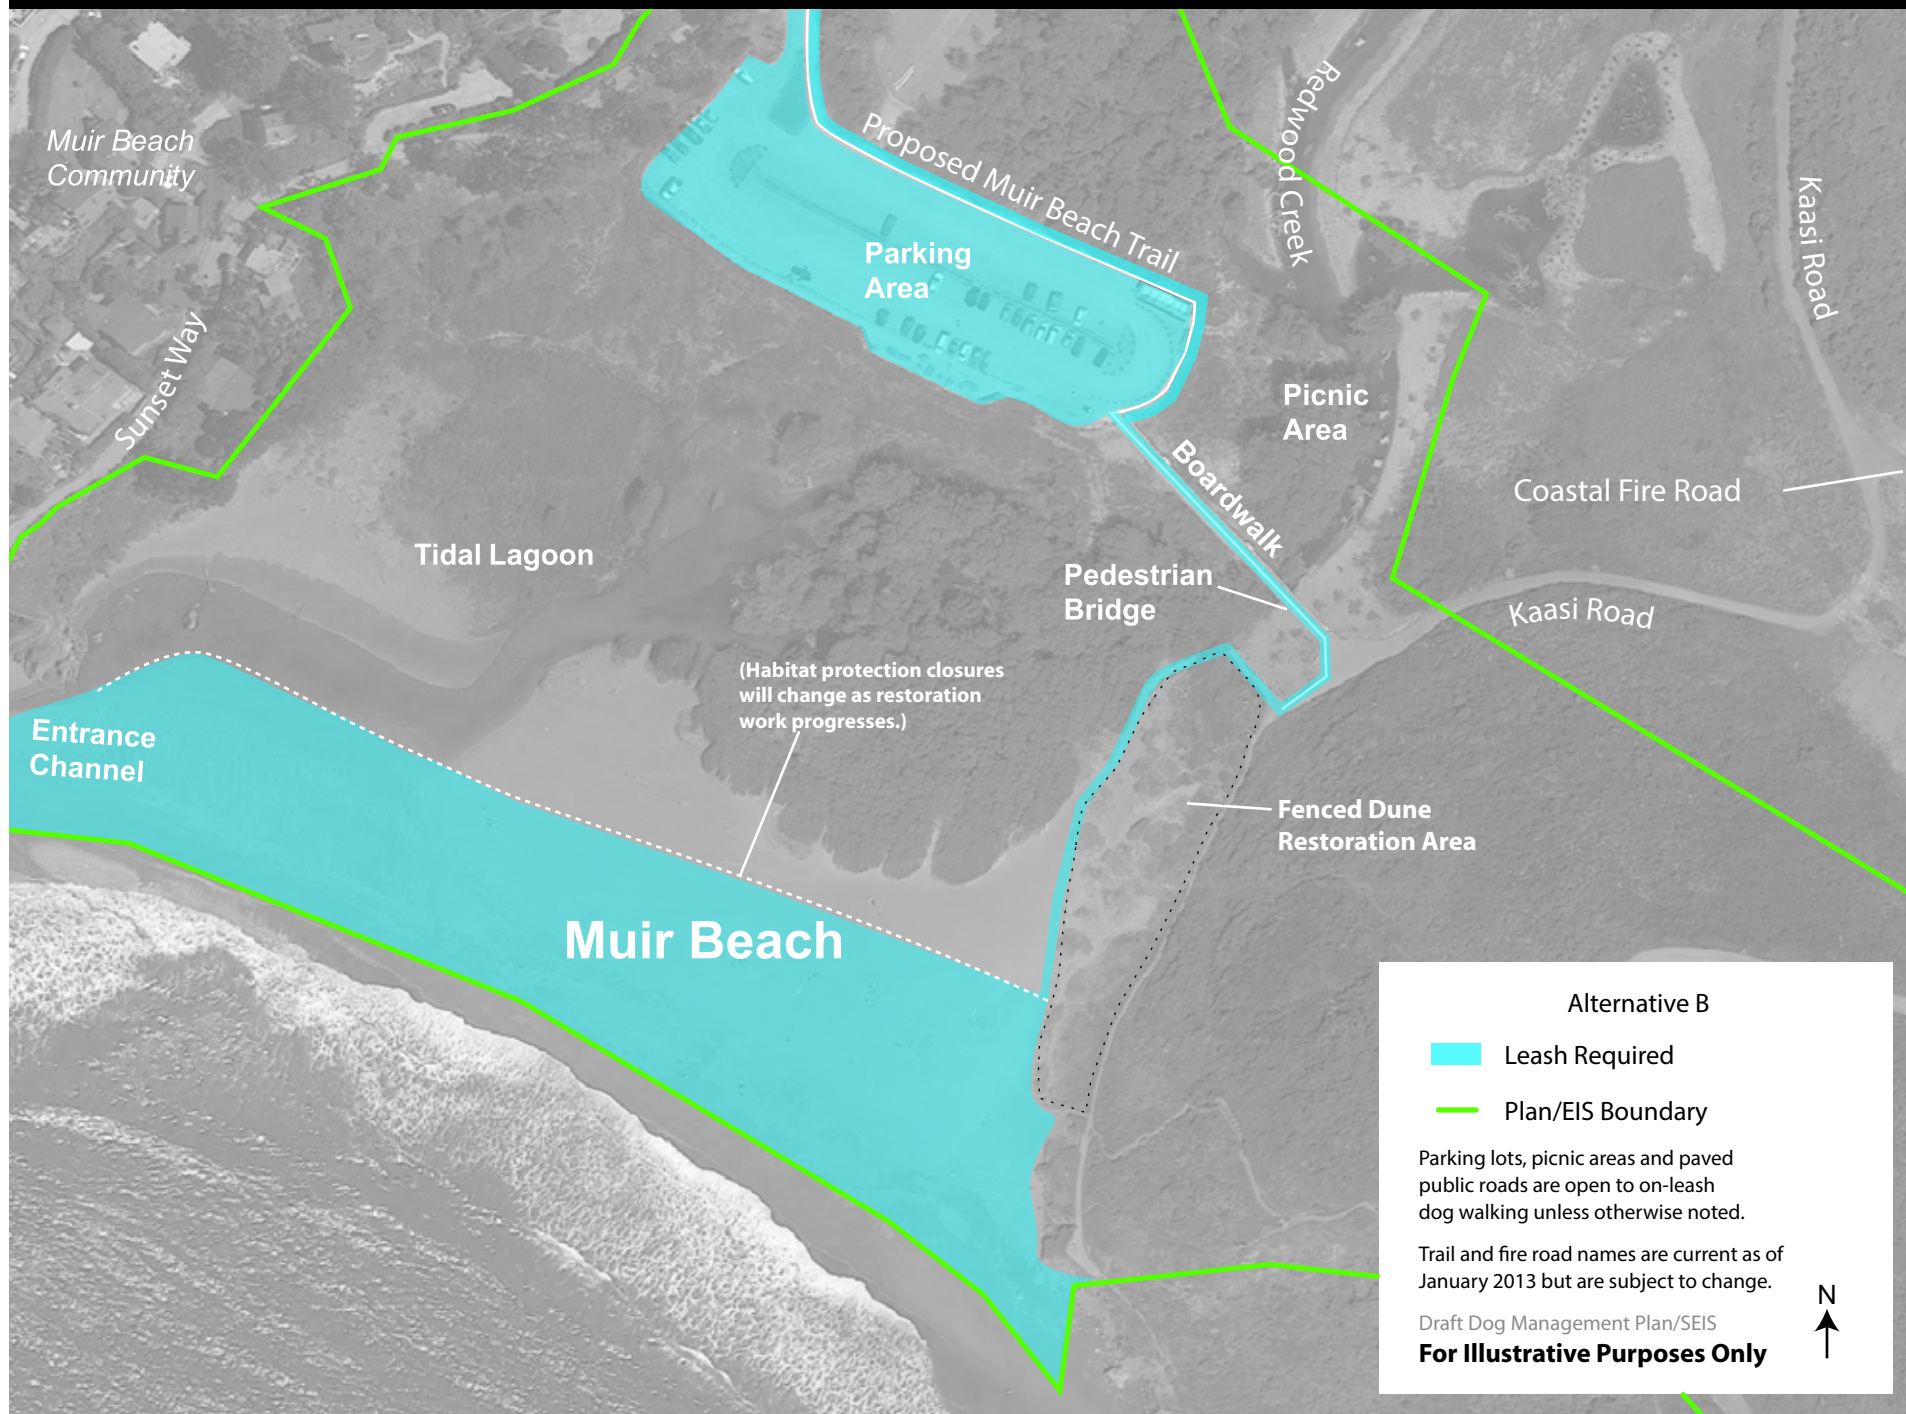 Muir Beach
Community
Sunset Way
Proposed Muir Beach Trail
Redwood Creek
Kaasi Road
Parking
Area
Picnic
Area
Boardwalk
Coastal Fire Road
Tidal Lagoon
Pedestrian
Bridge
Kaasi Road
(Habitat protection closures
will change as restoration
work progresses.)
Entrance
Channel
Fenced Dune
Restoration Area
Muir Beach
Alternative B
Leash Required
Plan/EIS Boundary
Parking lots, picnic areas and paved
public roads are open to on-leash
dog walking unless otherwise noted.
Trail and fire road names are current as of
January 2013 but are subject to change.
N
Draft Dog Management Plan/SEIS
For Illustrative Purposes Only